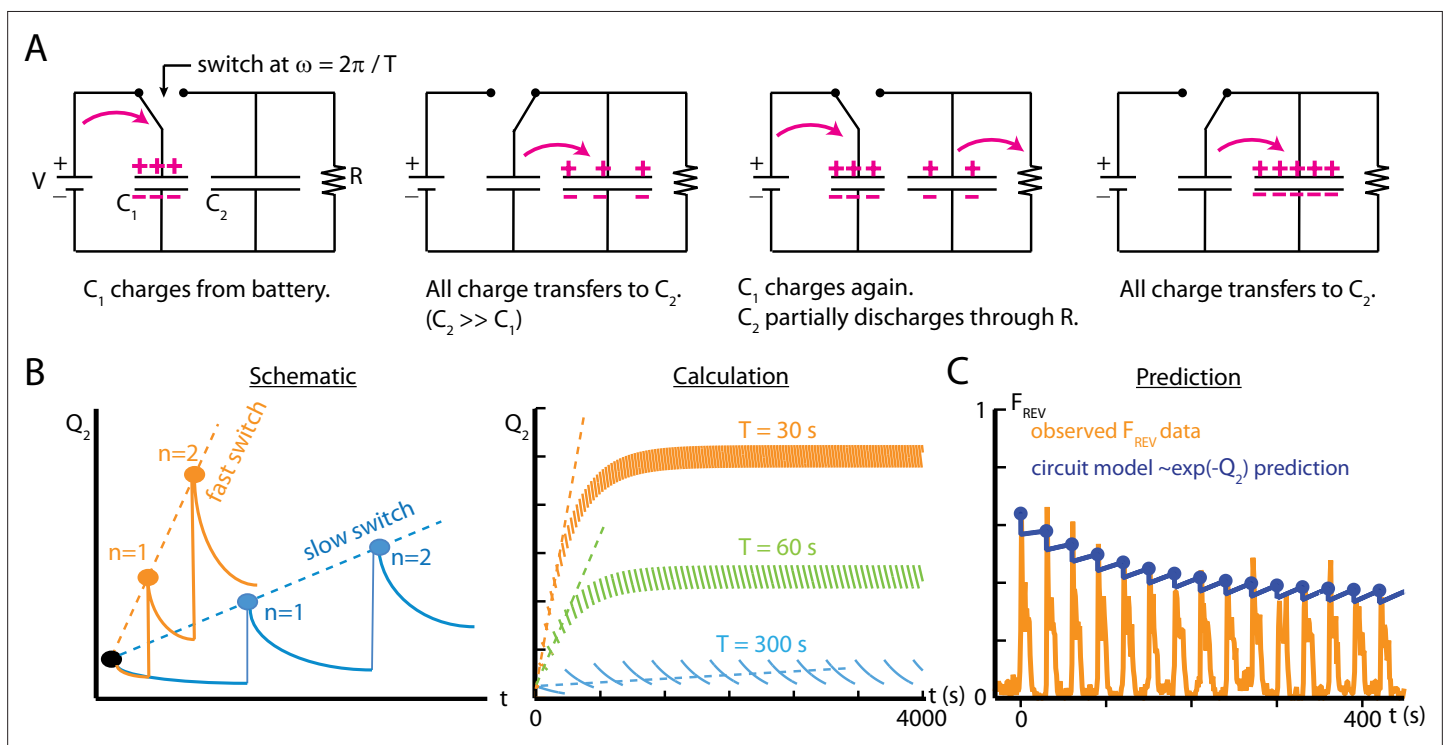 A
switch at ω = 2π / T
+
V
−
+++
− − −
C₁
C₂
R
+
−
+ + +
− − −
+
−
+++
− − −
+ +
− −
+
−
+++++
− − − − −
C₁ charges from battery.
All charge transfers to C₂.
(C₂ >> C₁)
C₁ charges again.
C₂ partially discharges through R.
All charge transfers to C₂.
B
Schematic
Q₂
n=2
fast switch
n=1
slow switch
n=2
n=1
t
Calculation
Q₂
T = 30 s
T = 60 s
T = 300 s
t (s)
0
4000
C
Prediction
1
F_REV
observed F_REV data
circuit model ~exp(-Q₂) prediction
0
t (s)
0
400